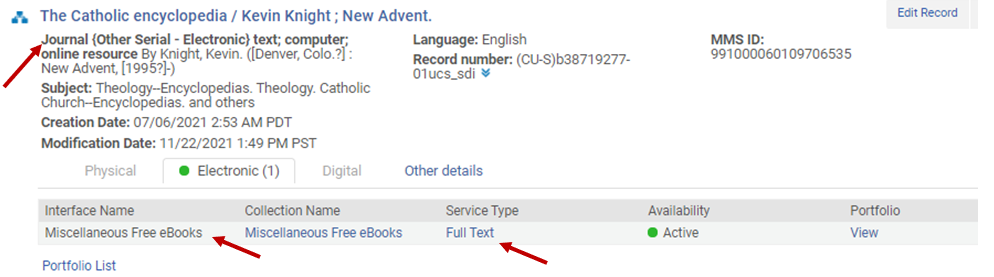 The Catholic encyclopedia / Kevin Knight ; New Advent.
Edit Record
Journal {Other Serial - Electronic} text; computer;
online resource By Knight, Kevin. ([Denver, Colo.?] :
New Advent, [1995?]-)
Subject: Theology--Encyclopedias. Theology. Catholic
Church--Encyclopedias. and others
Creation Date: 07/06/2021 2:53 AM PDT
Modification Date: 11/22/2021 1:49 PM PST
Language: English
Record number: (CU-S)b38719277-
01ucs_sdi
MMS ID:
991000060109706535
Physical Electronic (1) Digital Other details
Interface Name Collection Name Service Type Availability Portfolio
Miscellaneous Free eBooks Miscellaneous Free eBooks Full Text Active View
Portfolio List